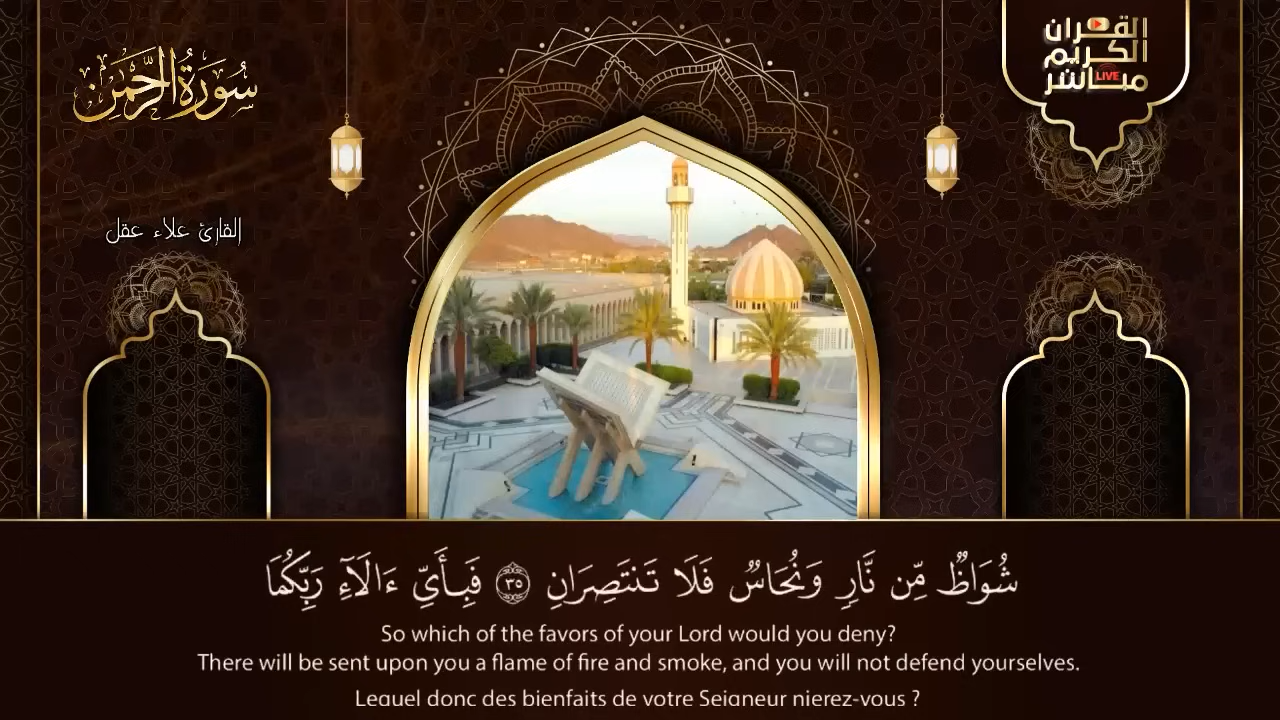 سُورَةُ الرَّحْمَٰن
القرآن
الكريم
مباشر
LIVE
القارئ علاء عقل
شُوَاظٌ مِّن نَّارٍ وَنُحَاسٌ فَلَا تَنتَصِرَانِ ٣٥ فَبِأَيِّ ءَالَآءِ رَبِّكُمَا
So which of the favors of your Lord would you deny?
There will be sent upon you a flame of fire and smoke, and you will not defend yourselves.
Lequel donc des bienfaits de votre Seigneur nierez-vous ?